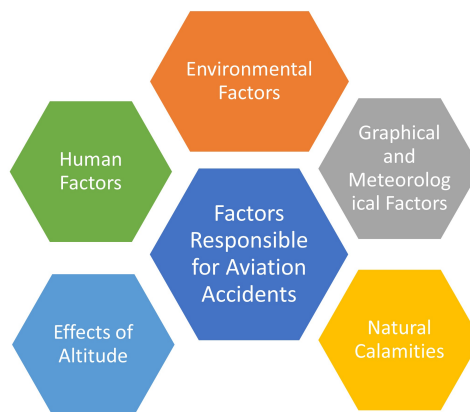 Environmental
Factors
Human
Factors
Graphical
and
Meteorolog
ical Factors
Factors
Responsible
for Aviation
Accidents
Effects of
Altitude
Natural
Calamities